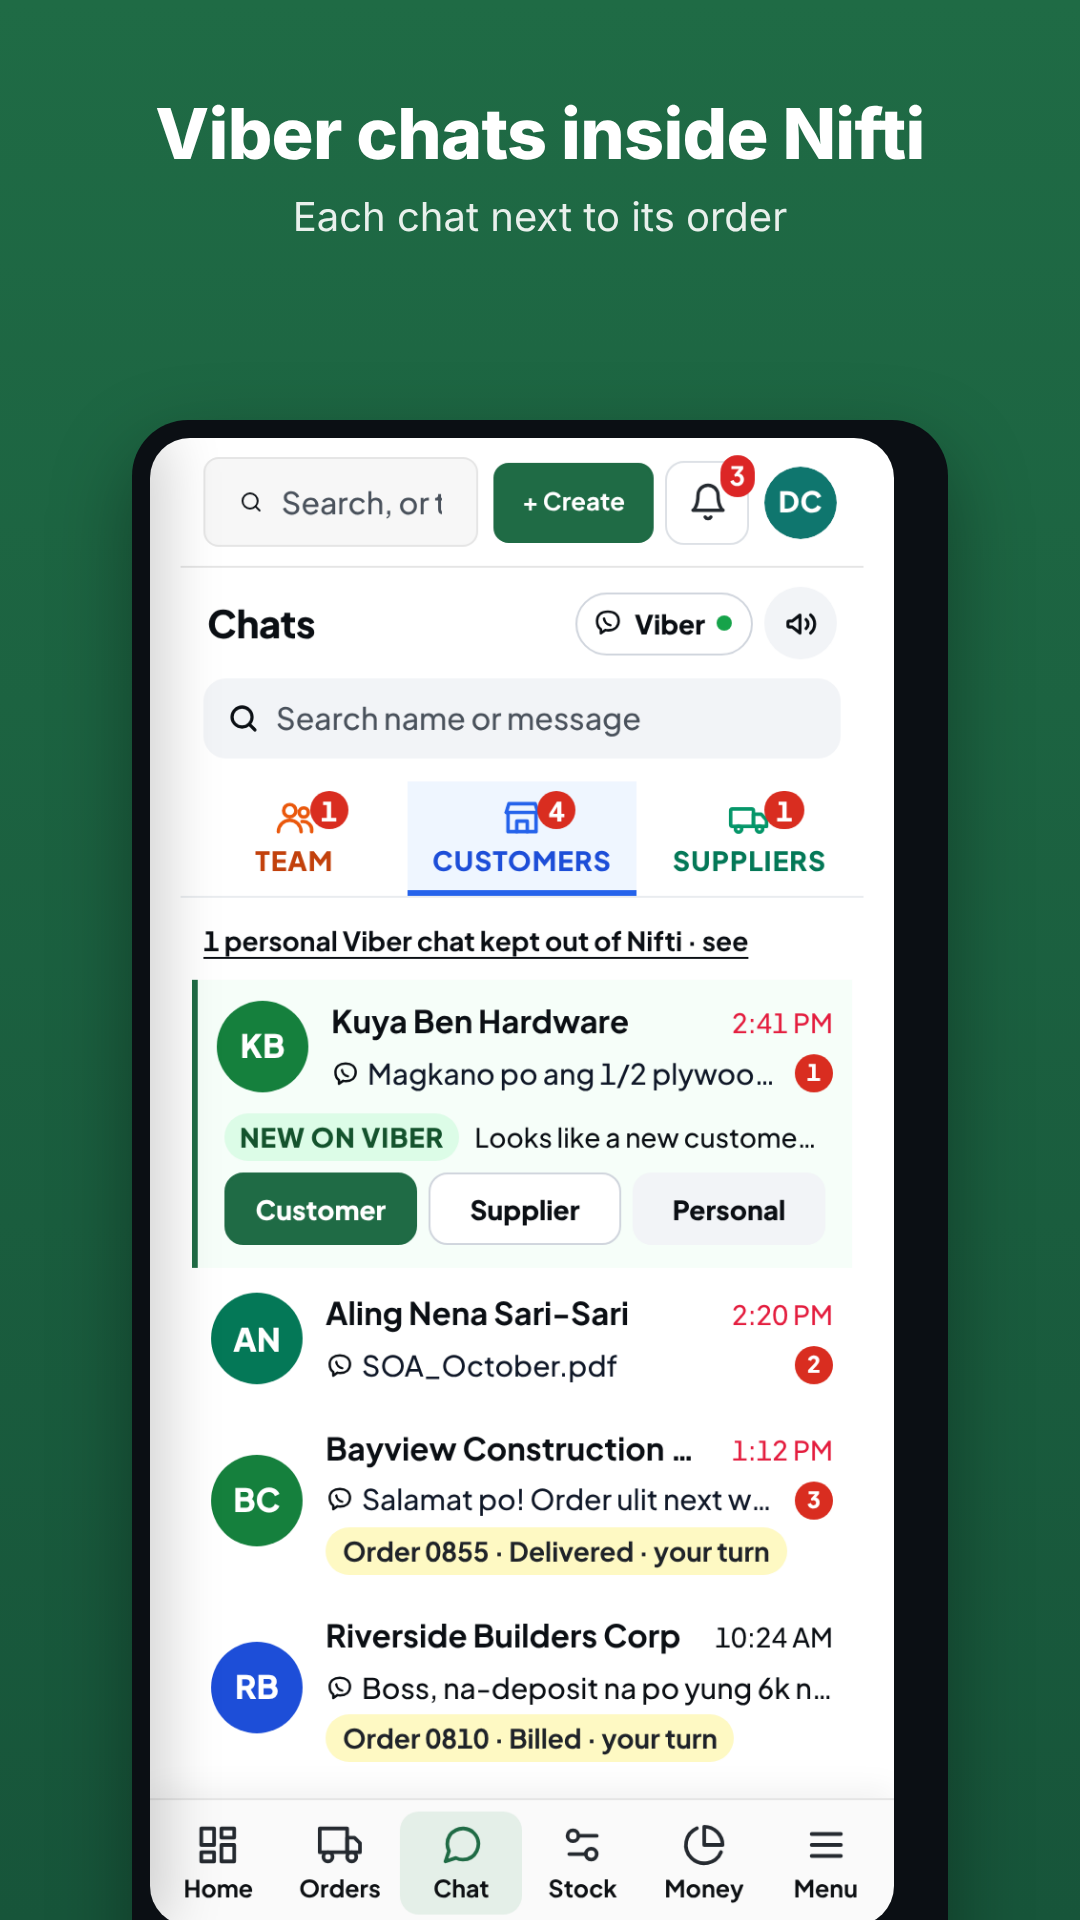 Viber chats inside Nifti
Each chat next to its order
Search, or t
+ Create
3
DC
Chats
Viber
Search name or message
1
4
1
TEAM
CUSTOMERS
SUPPLIERS
1 personal Viber chat kept out of Nifti · see
KB
Kuya Ben Hardware
2:41 PM
Magkano po ang 1/2 plywoo...
1
NEW ON VIBER
Looks like a new custome...
Customer
Supplier
Personal
AN
Aling Nena Sari-Sari
2:20 PM
SOA_October.pdf
2
BC
Bayview Construction ...
1:12 PM
Salamat po! Order ulit next w...
3
Order 0855 · Delivered · your turn
RB
Riverside Builders Corp
10:24 AM
Boss, na-deposit na po yung 6k n...
Order 0810 · Billed · your turn
Home
Orders
Chat
Stock
Money
Menu